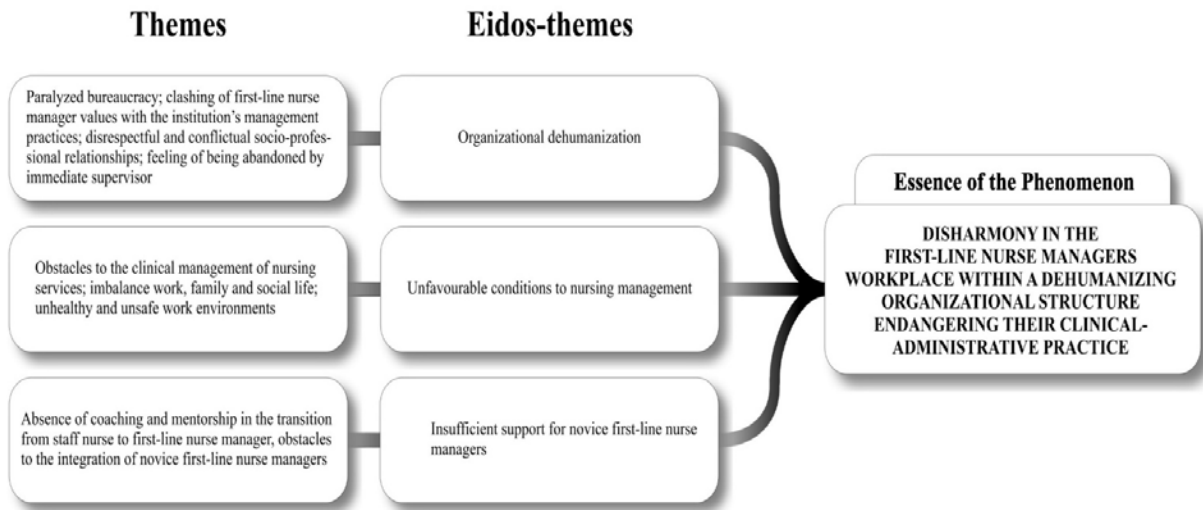 Themes
Eidos-themes
Paralyzed bureaucracy; clashing of first-line nurse
manager values with the institution's management
practices; disrespectful and conflictual socio-profes-
sional relationships; feeling of being abandoned by
immediate supervisor
Organizational dehumanization
Obstacles to the clinical management of nursing
services; imbalance work, family and social life;
unhealthy and unsafe work environments
Unfavourable conditions to nursing management
Absence of coaching and mentorship in the transition
from staff nurse to first-line nurse manager, obstacles
to the integration of novice first-line nurse managers
Insufficient support for novice first-line nurse
managers
Essence of the Phenomenon
DISHARMONY IN THE
FIRST-LINE NURSE MANAGERS
WORKPLACE WITHIN A DEHUMANIZING
ORGANIZATIONAL STRUCTURE
ENDANGERING THEIR CLINICAL-
ADMINISTRATIVE PRACTICE